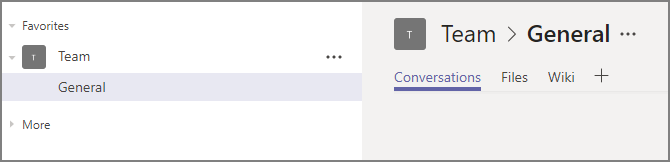 Favorites
T Team ...
General
More
T Team > General ...
Conversations Files Wiki +